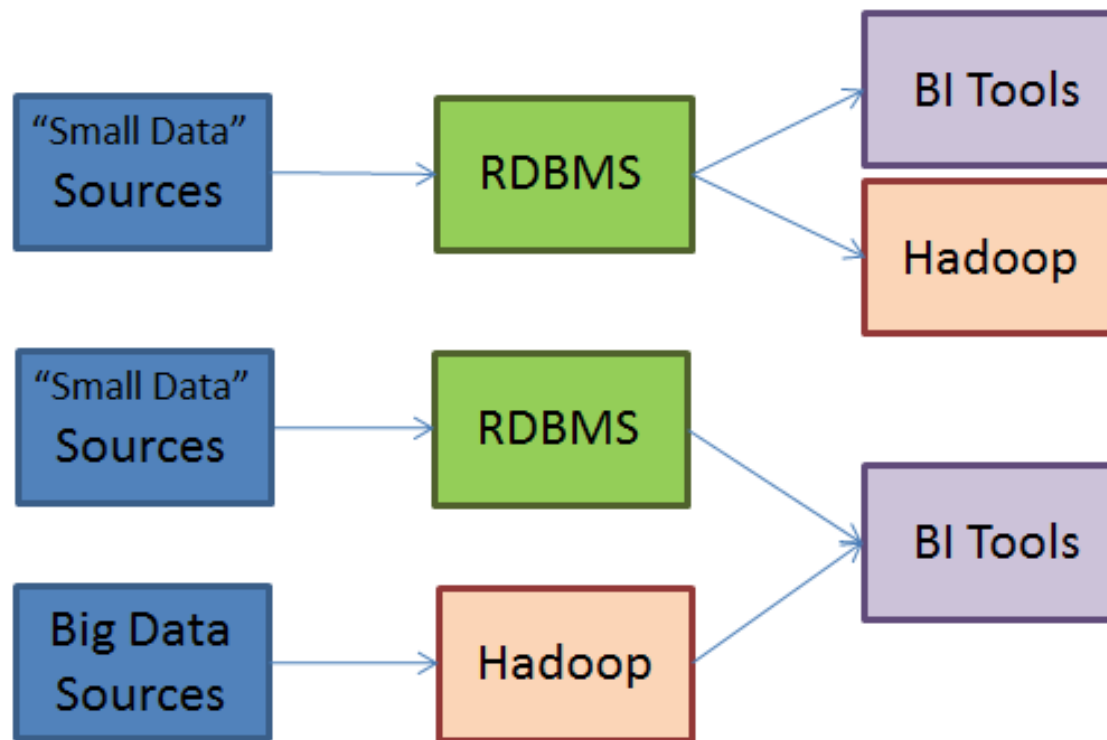 “Small Data”
Sources
RDBMS
BI Tools
Hadoop
“Small Data”
Sources
RDBMS
BI Tools
Big Data
Sources
Hadoop